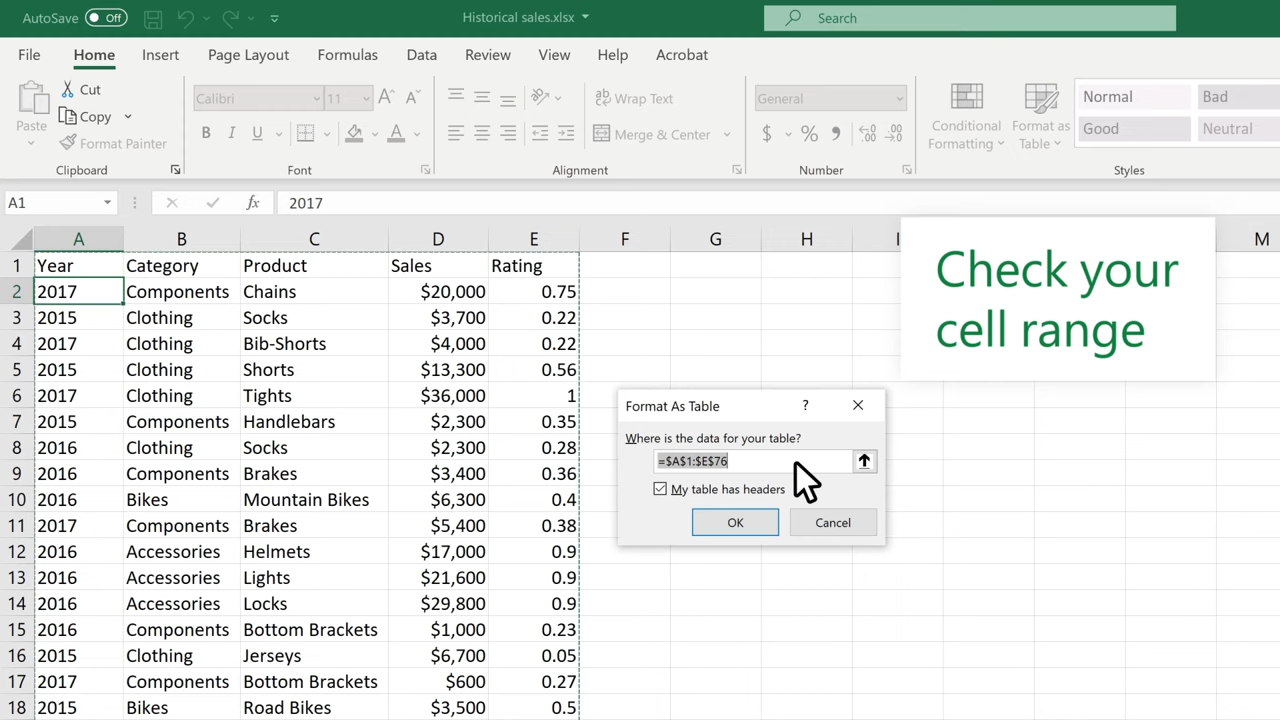 AutoSave Off Historical sales.xlsx Search
File Home Insert Page Layout Formulas Data Review View Help Acrobat
Paste Cut Calibri 11 A A ab Wrap Text General Conditional Formatting Format as Table Normal Bad
Copy B I U A Merge & Center $ % Good Neutral
Format Painter
Clipboard Font Alignment Number Styles
A1 fx 2017
A B C D E F G H I M
1 Year Category Product Sales Rating
2 2017 Components Chains $20,000 0.75
3 2015 Clothing Socks $3,700 0.22
4 2017 Clothing Bib-Shorts $4,000 0.22
5 2015 Clothing Shorts $13,300 0.56
6 2017 Clothing Tights $36,000 1
7 2015 Components Handlebars $2,300 0.35
8 2016 Clothing Socks $2,300 0.28
9 2016 Components Brakes $3,400 0.36
10 2016 Bikes Mountain Bikes $6,300 0.4
11 2017 Components Brakes $5,400 0.38
12 2016 Accessories Helmets $17,000 0.9
13 2016 Accessories Lights $21,600 0.9
14 2016 Accessories Locks $29,800 0.9
15 2016 Components Bottom Brackets $1,000 0.23
16 2015 Clothing Jerseys $6,700 0.05
17 2017 Components Bottom Brackets $600 0.27
18 2015 Bikes Road Bikes $3,500 0.5
Check your
cell range
Format As Table ?
Where is the data for your table?
=$A$1:$E$76
My table has headers
OK Cancel